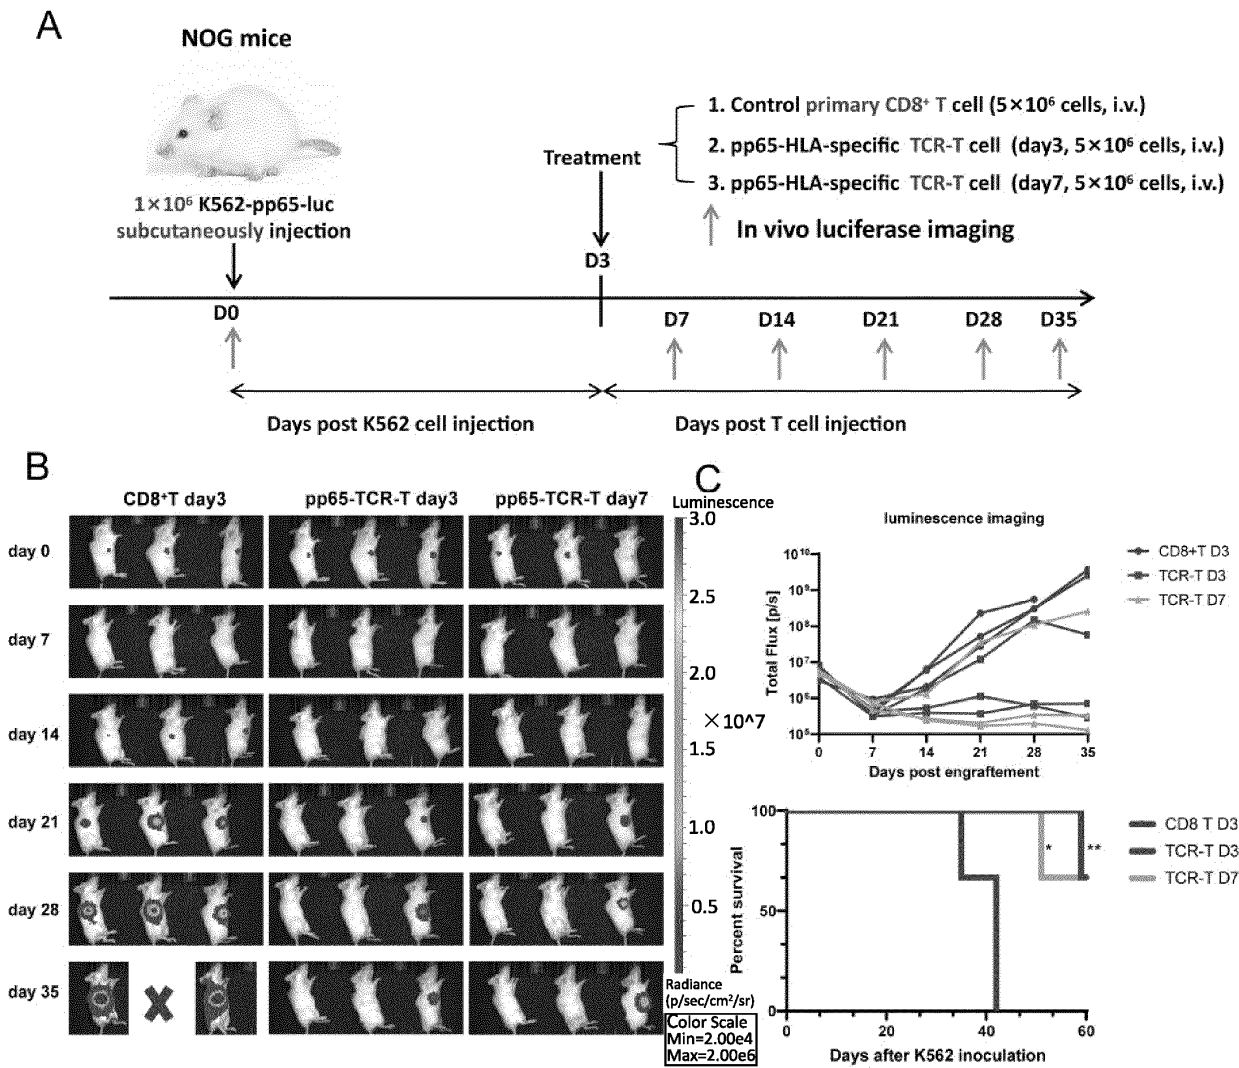 A
NOG mice
1×10⁶ K562-pp65-luc
subcutaneously injection
Treatment
1. Control primary CD8⁺ T cell (5×10⁶ cells, i.v.)
2. pp65-HLA-specific TCR-T cell (day3, 5×10⁶ cells, i.v.)
3. pp65-HLA-specific TCR-T cell (day7, 5×10⁶ cells, i.v.)
In vivo luciferase imaging
D3
D0
D7 D14 D21 D28 D35
Days post K562 cell injection
Days post T cell injection
B
CD8⁺T day3 pp65-TCR-T day3 pp65-TCR-T day7
day 0
day 7
day 14
day 21
day 28
day 35
Luminescence
3.0
2.5
2.0
×10^7
1.5
1.0
0.5
Radiance
(p/sec/cm²/sr)
Color Scale
Min=2.00e4
Max=2.00e6
C
luminescence imaging
Total Flux [p/s]
10¹⁰
10⁹
10⁸
10⁷
10⁶
10⁵
0 7 14 21 28 35
Days post engraftement
CD8+T D3
TCR-T D3
TCR-T D7
Percent survival
100
50
0
0 20 40 60
Days after K562 inoculation
* **
CD8 T D3
TCR-T D3
TCR-T D7